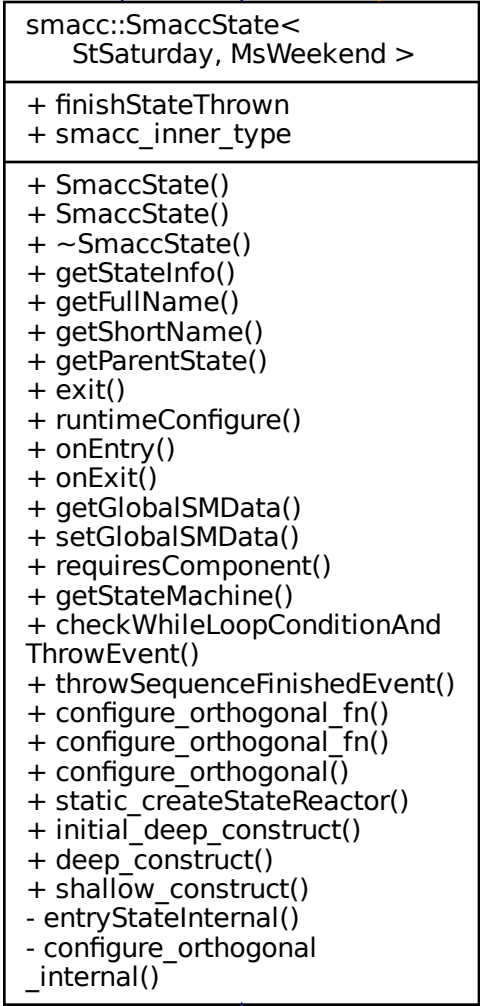 smacc::SmaccState<
StSaturday, MsWeekend >
+ finishStateThrown
+ smacc_inner_type
+ SmaccState()
+ SmaccState()
+ ~SmaccState()
+ getStateInfo()
+ getFullName()
+ getShortName()
+ getParentState()
+ exit()
+ runtimeConfigure()
+ onEntry()
+ onExit()
+ getGlobalSMData()
+ setGlobalSMData()
+ requiresComponent()
+ getStateMachine()
+ checkWhileLoopConditionAnd
ThrowEvent()
+ throwSequenceFinishedEvent()
+ configure_orthogonal_fn()
+ configure_orthogonal_fn()
+ configure_orthogonal()
+ static_createStateReactor()
+ initial_deep_construct()
+ deep_construct()
+ shallow_construct()
- entryStateInternal()
- configure_orthogonal
_internal()